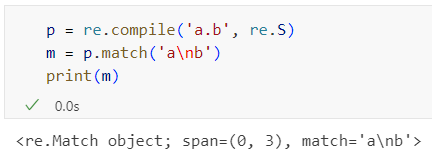 p = re.compile('a.b', re.S)
m = p.match('a\nb')
print(m)
0.0s
<re.Match object; span=(0, 3), match='a\nb'>